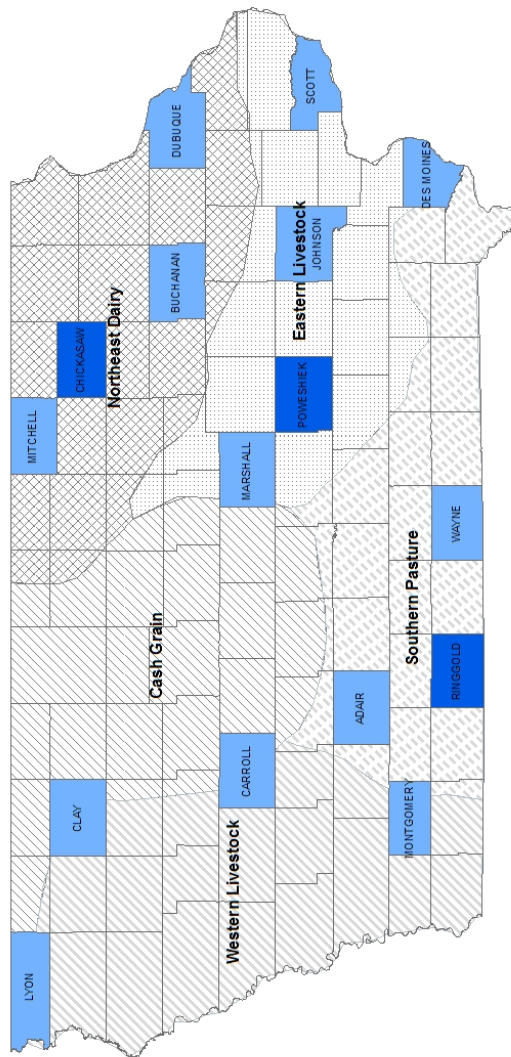 LYON
MITCHELL
CLAY
CHICKASAW
Northeast Dairy
Cash Grain
BUCHANAN
DUBUQUE
Western Livestock
CARROLL
MARSHALL
POWESHIEK
Eastern Livestock
JOHNSON
SCOTT
ADAIR
MONTGOMERY
Southern Pasture
DES MOINES
RINGGOLD
WAYNE